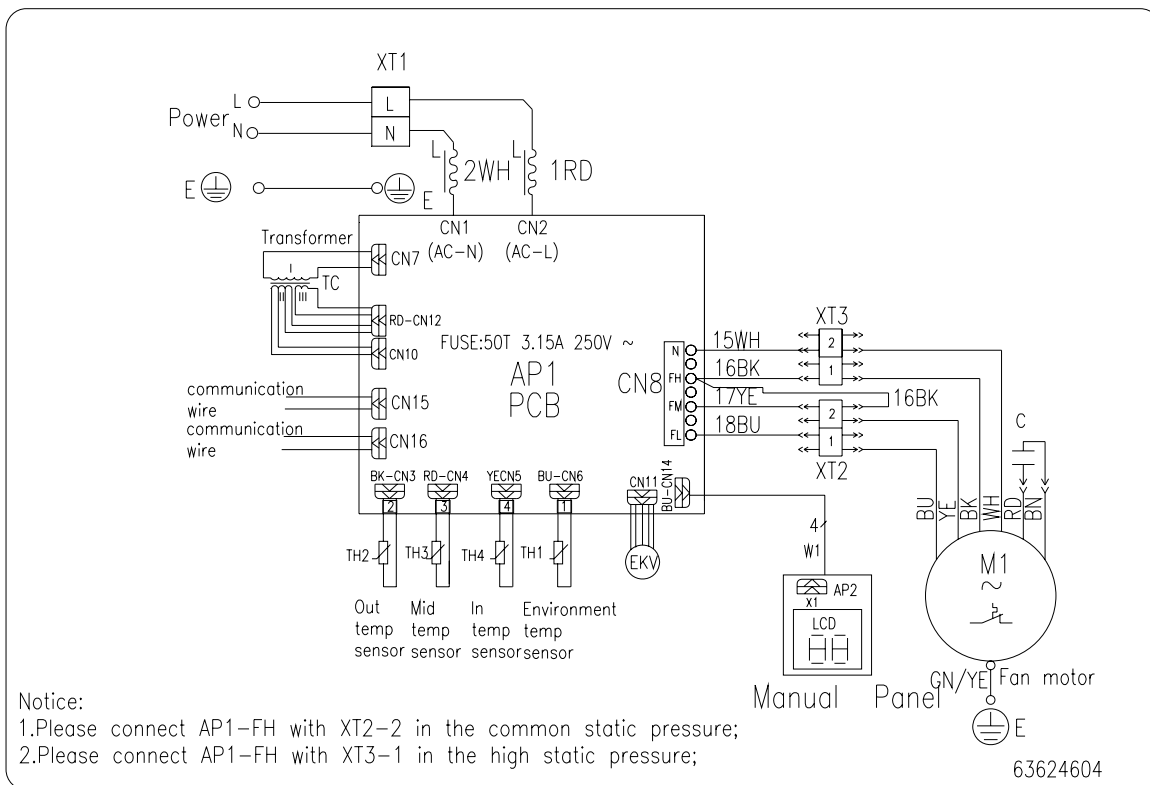 XT1
Power
L
N
L
N
E
E
L
2WH
L
1RD
CN1
(AC-N)
CN2
(AC-L)
Transformer
I
II
III
TC
CN7
RD-CN12
CN10
FUSE:50T 3.15A 250V ~
AP1
PCB
communication
wire
CN15
communication
wire
CN16
CN8
N
FH
FM
FL
15WH
16BK
17YE
18BU
16BK
XT3
2
1
2
1
XT2
C
BK-CN3
RD-CN4
YECN5
BU-CN6
CN11
BU-CN14
2
3
4
1
TH2
TH3
TH4
TH1
EKV
4
W1
BU
YE
BK
WH
RD
BN
M1
~
Out
temp
sensor
Mid
temp
sensor
In
temp
sensor
Environment
temp
sensor
AP2
X1
LCD
88
Manual Panel
GN/YE
Fan motor
E
Notice:
1.Please connect AP1-FH with XT2-2 in the common static pressure;
2.Please connect AP1-FH with XT3-1 in the high static pressure;
63624604